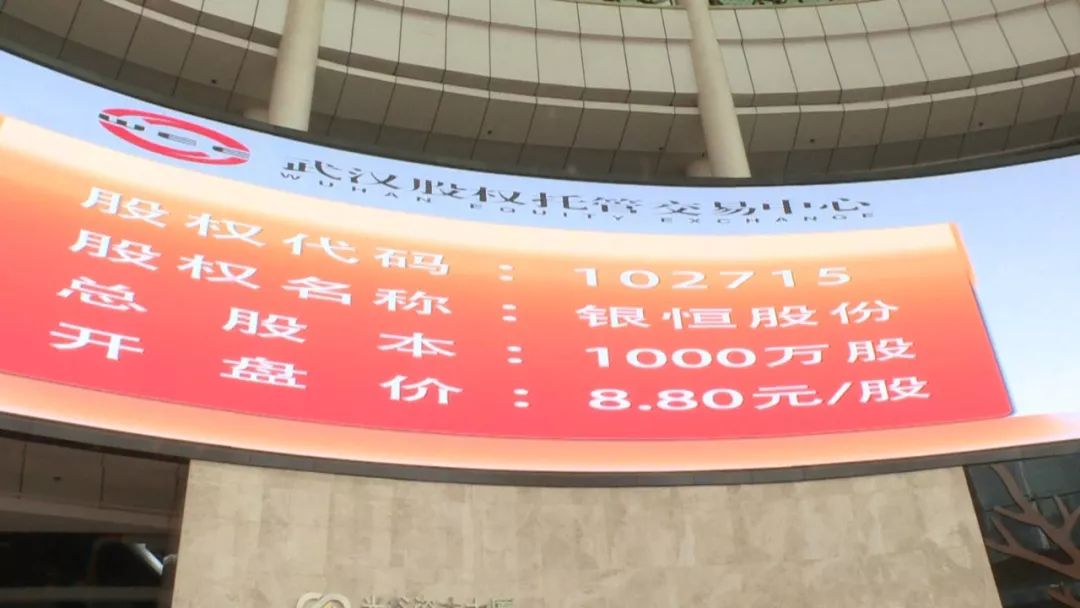 WCE
武汉股权托管交易中心
WUHAN EQUITY EXCHANGE
股权代码：102715
股权名称：银恒股份
总股本：1000万股
开盘价：8.80元/股